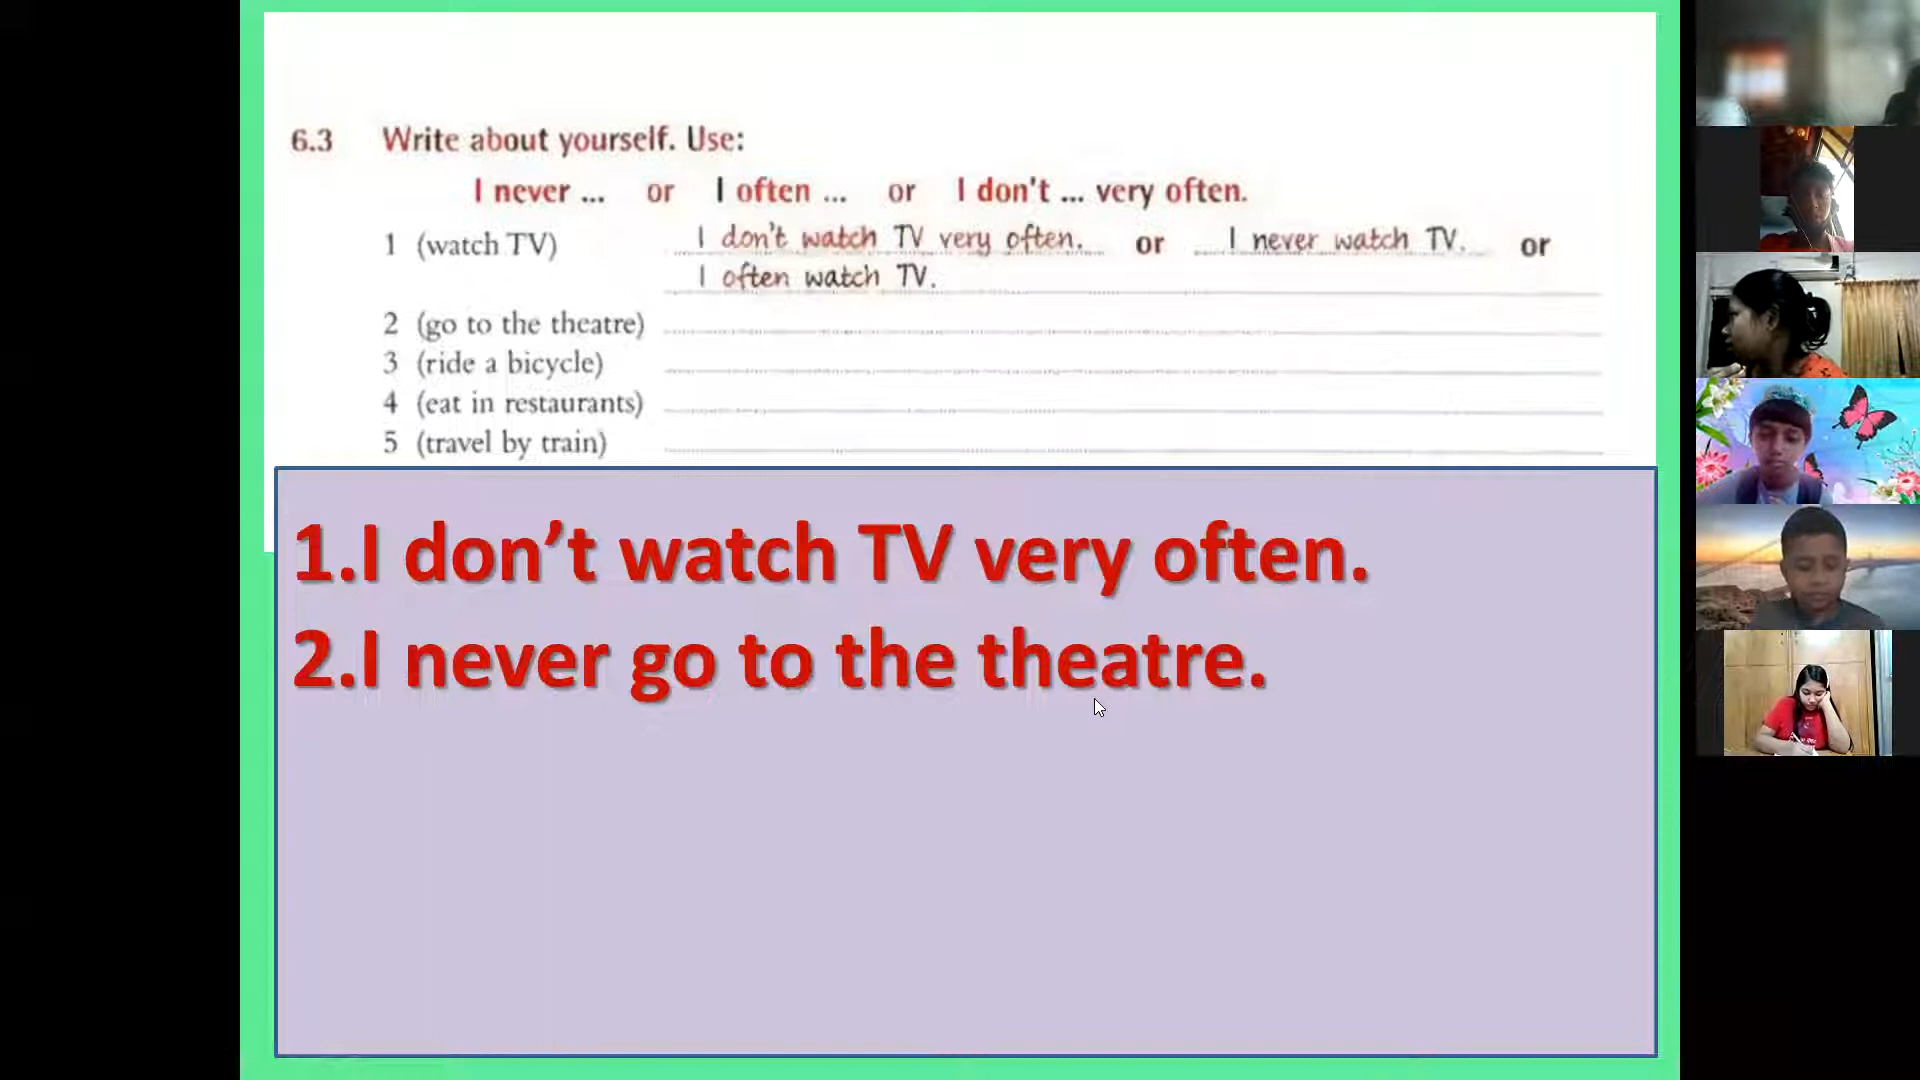 6.3 Write about yourself. Use:
I never ... or I often ... or I don't ... very often.
1 (watch TV) I don't watch TV very often. or I never watch TV. or
I often watch TV.
2 (go to the theatre)
3 (ride a bicycle)
4 (eat in restaurants)
5 (travel by train)
1.I don’t watch TV very often.
2.I never go to the theatre.